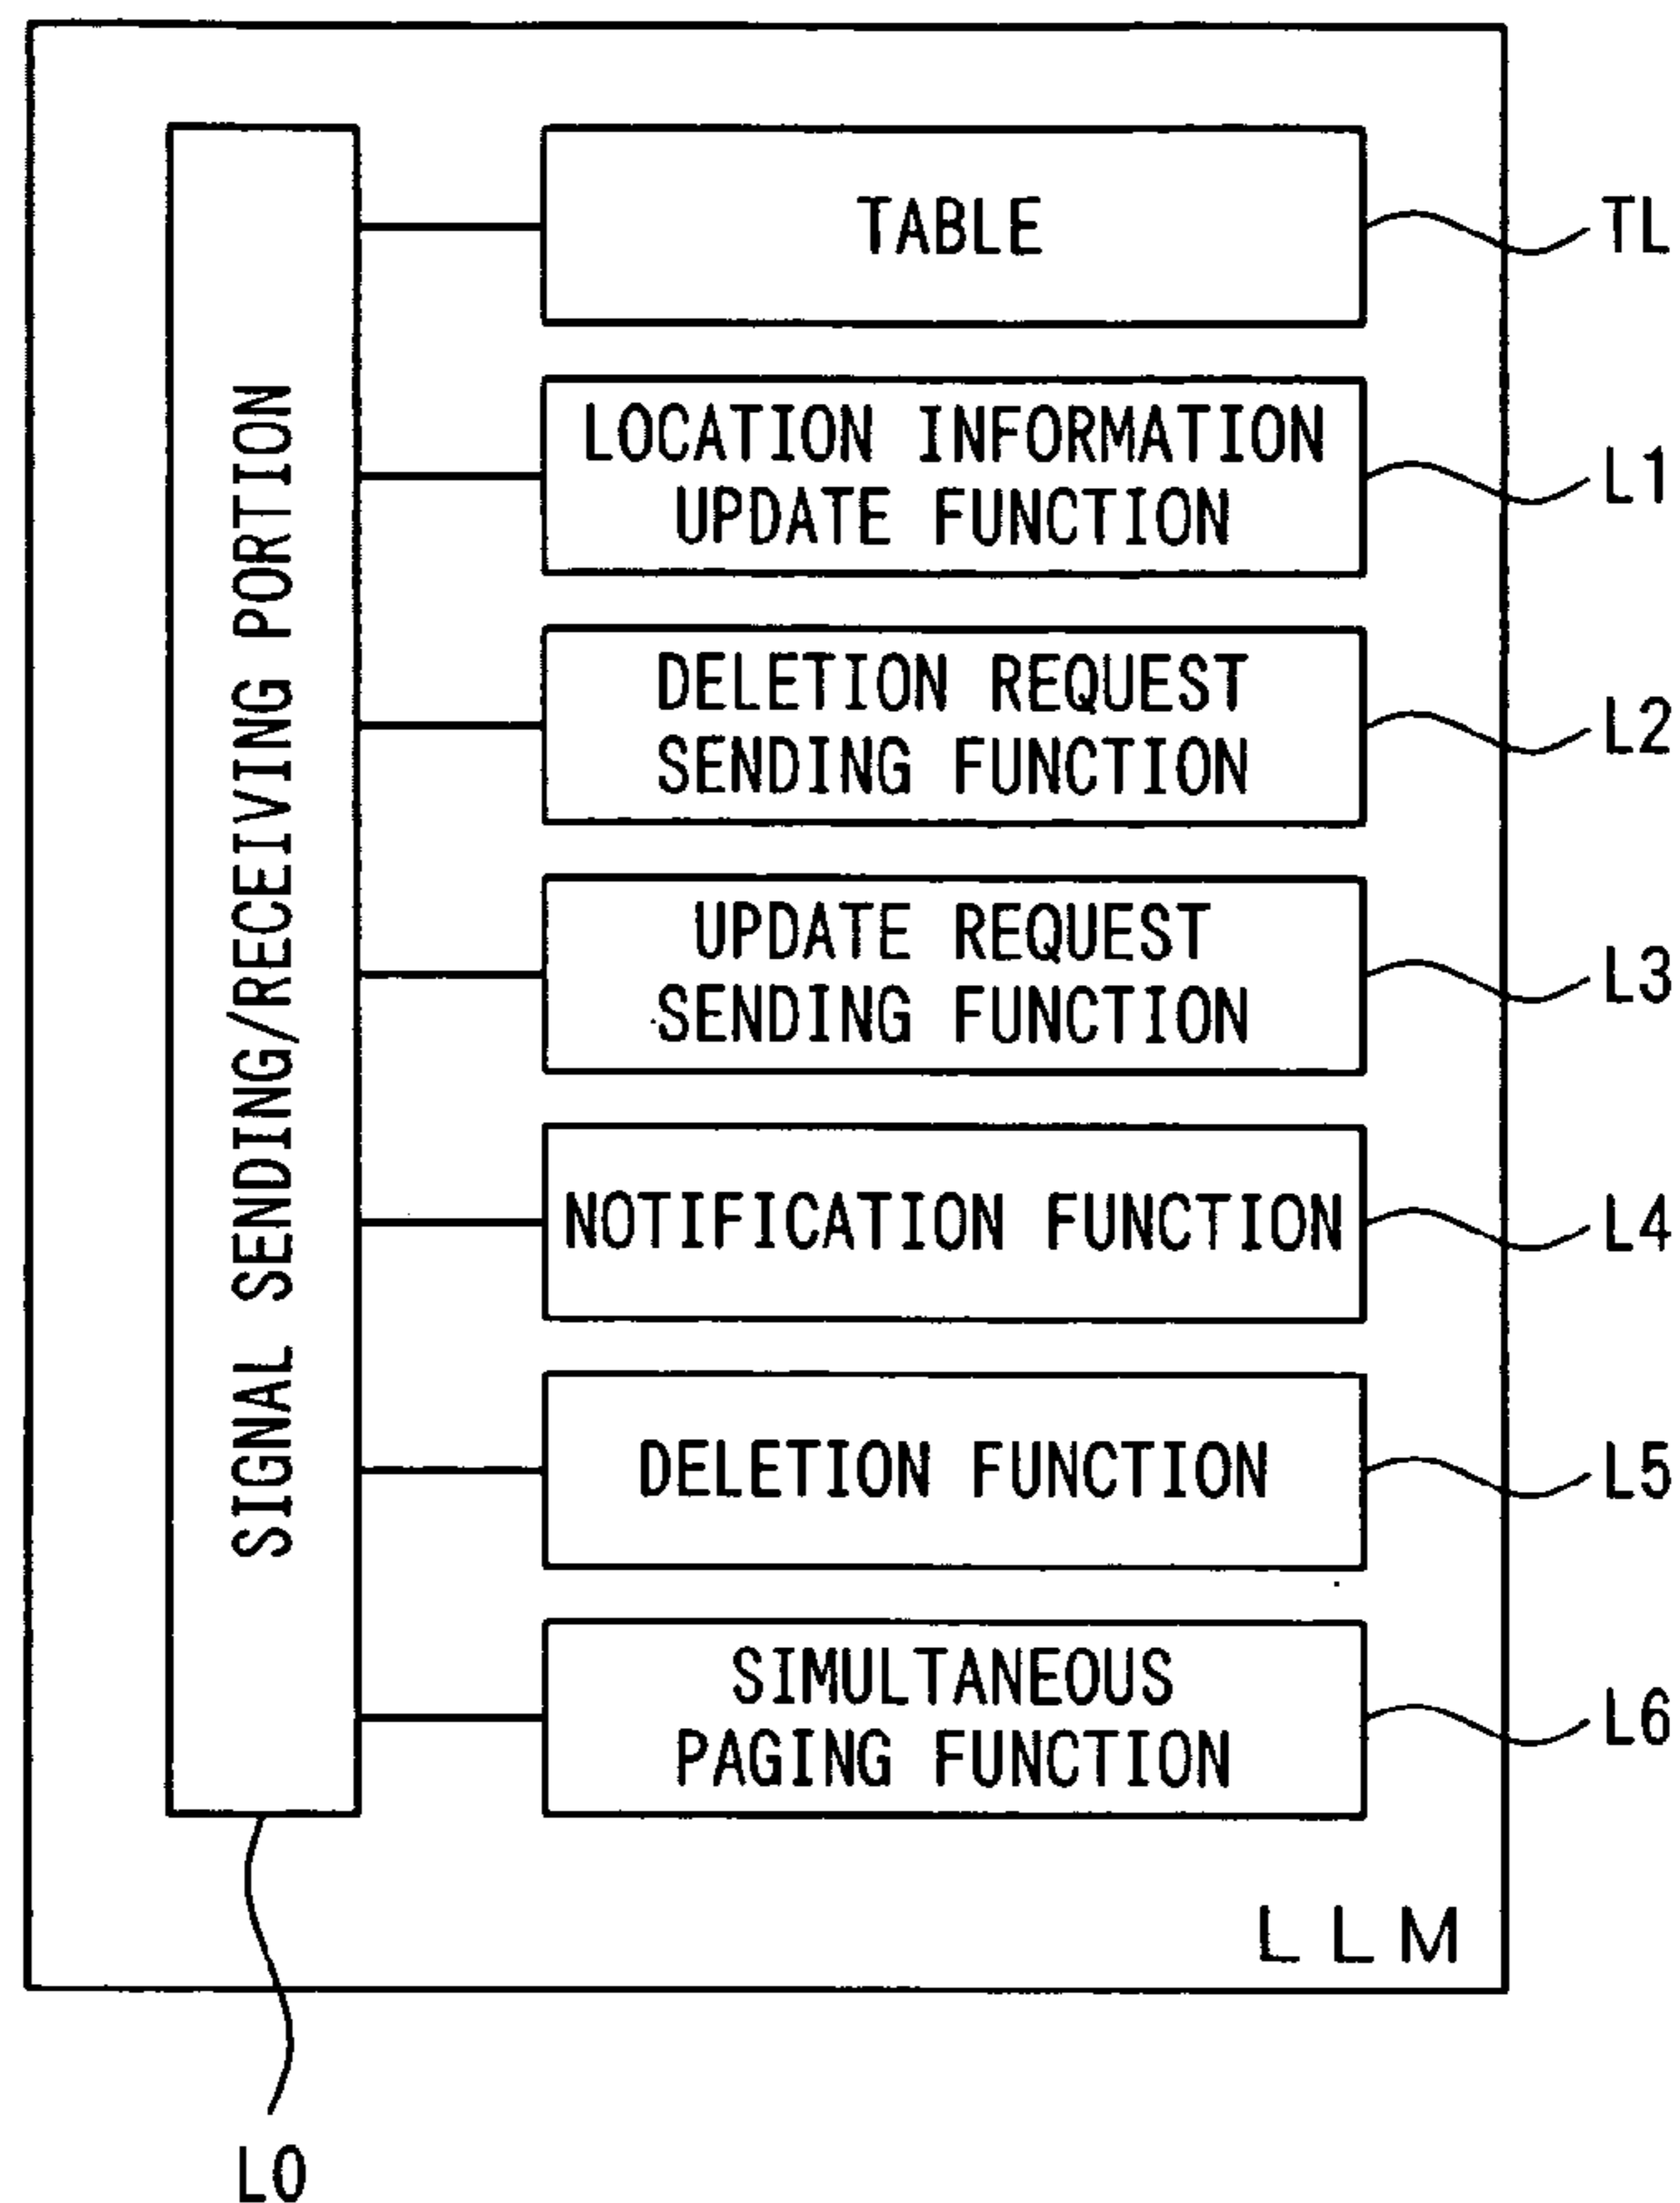 SIGNAL SENDING/RECEIVING PORTION
TABLE
TL
LOCATION INFORMATION
UPDATE FUNCTION
L1
DELETION REQUEST
SENDING FUNCTION
L2
UPDATE REQUEST
SENDING FUNCTION
L3
NOTIFICATION FUNCTION
L4
DELETION FUNCTION
L5
SIMULTANEOUS
PAGING FUNCTION
L6
LLM
L0